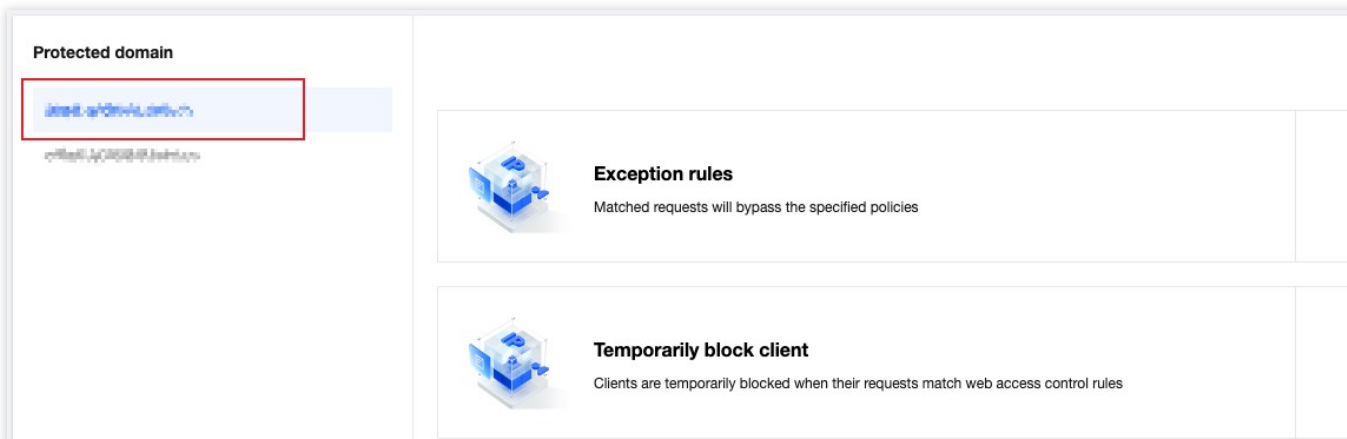 Protected domain
Exception rules
Matched requests will bypass the specified policies
Temporarily block client
Clients are temporarily blocked when their requests match web access control rules